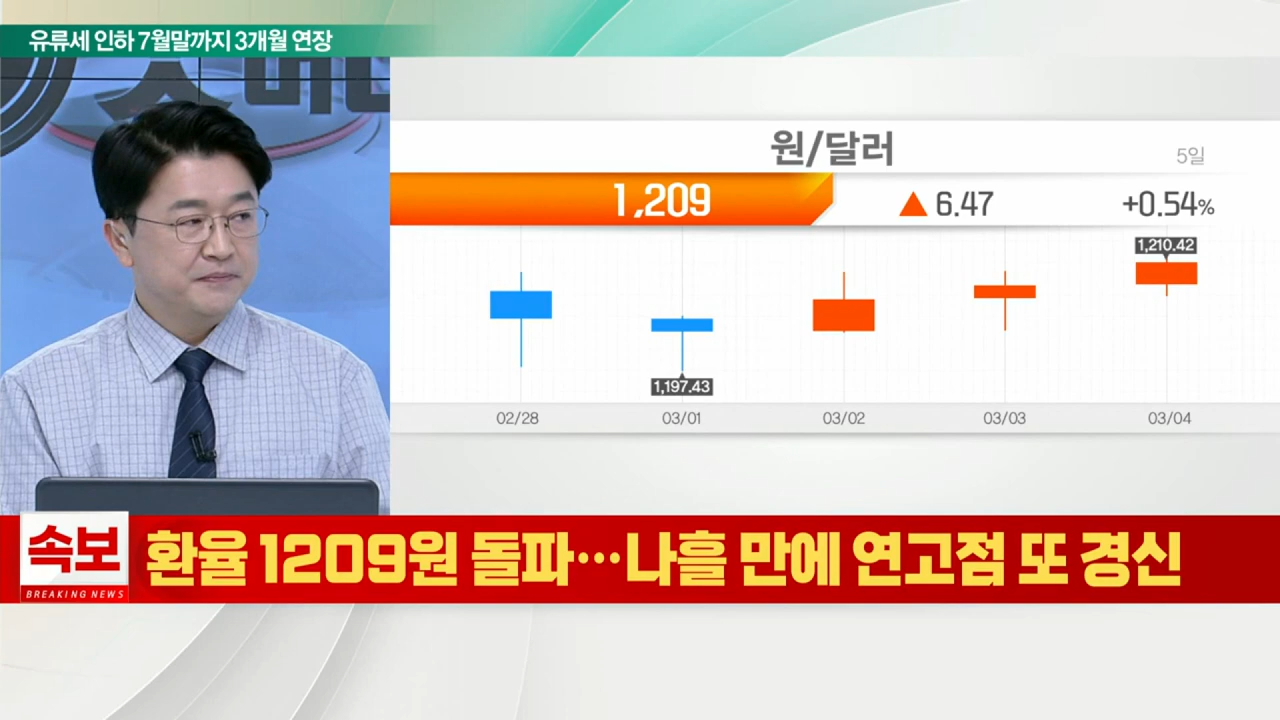 유류세 인하 7월말까지 3개월 연장
원/달러
5일
1,209
▲ 6.47
+0.54%
1,210.42
1,197.43
02/28
03/01
03/02
03/03
03/04
속보
BREAKING NEWS
환율 1209원 돌파…나흘 만에 연고점 또 경신